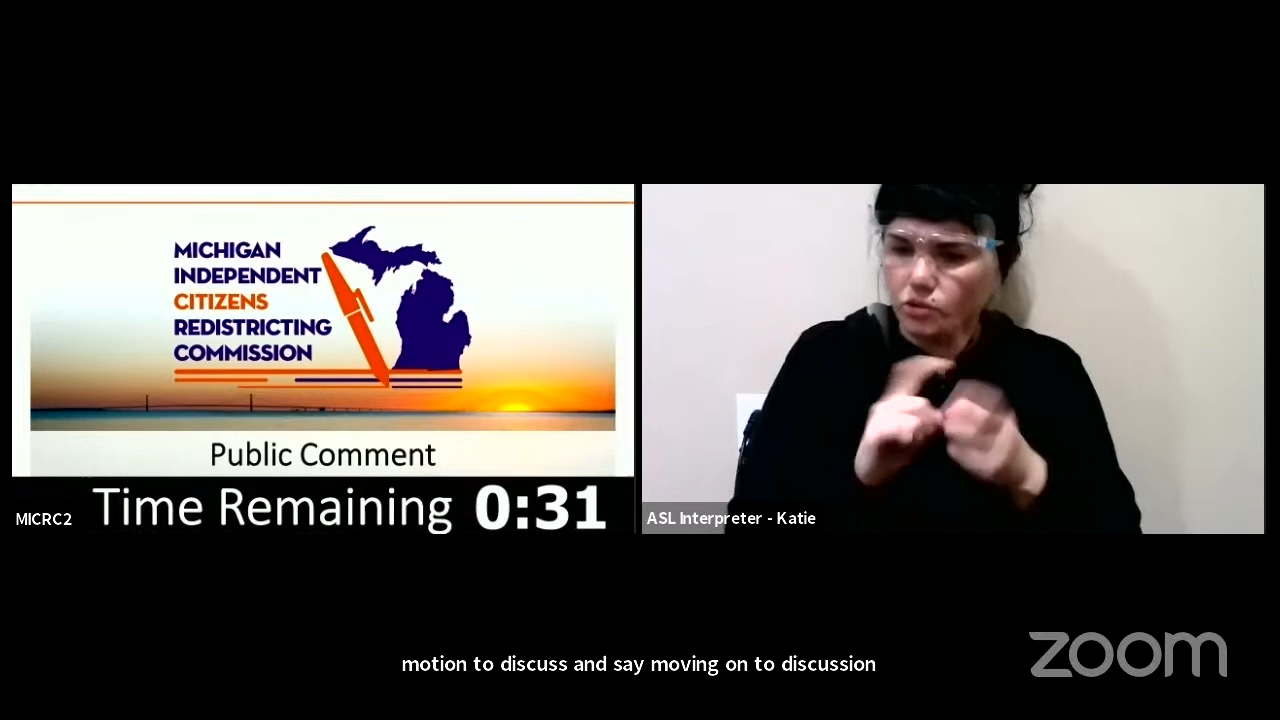 MICHIGAN
INDEPENDENT
CITIZENS
REDISTRICTING
COMMISSION
Public Comment
MICRC2
Time Remaining 0:31
ASL Interpreter - Katie
motion to discuss and say moving on to discussion
zoom